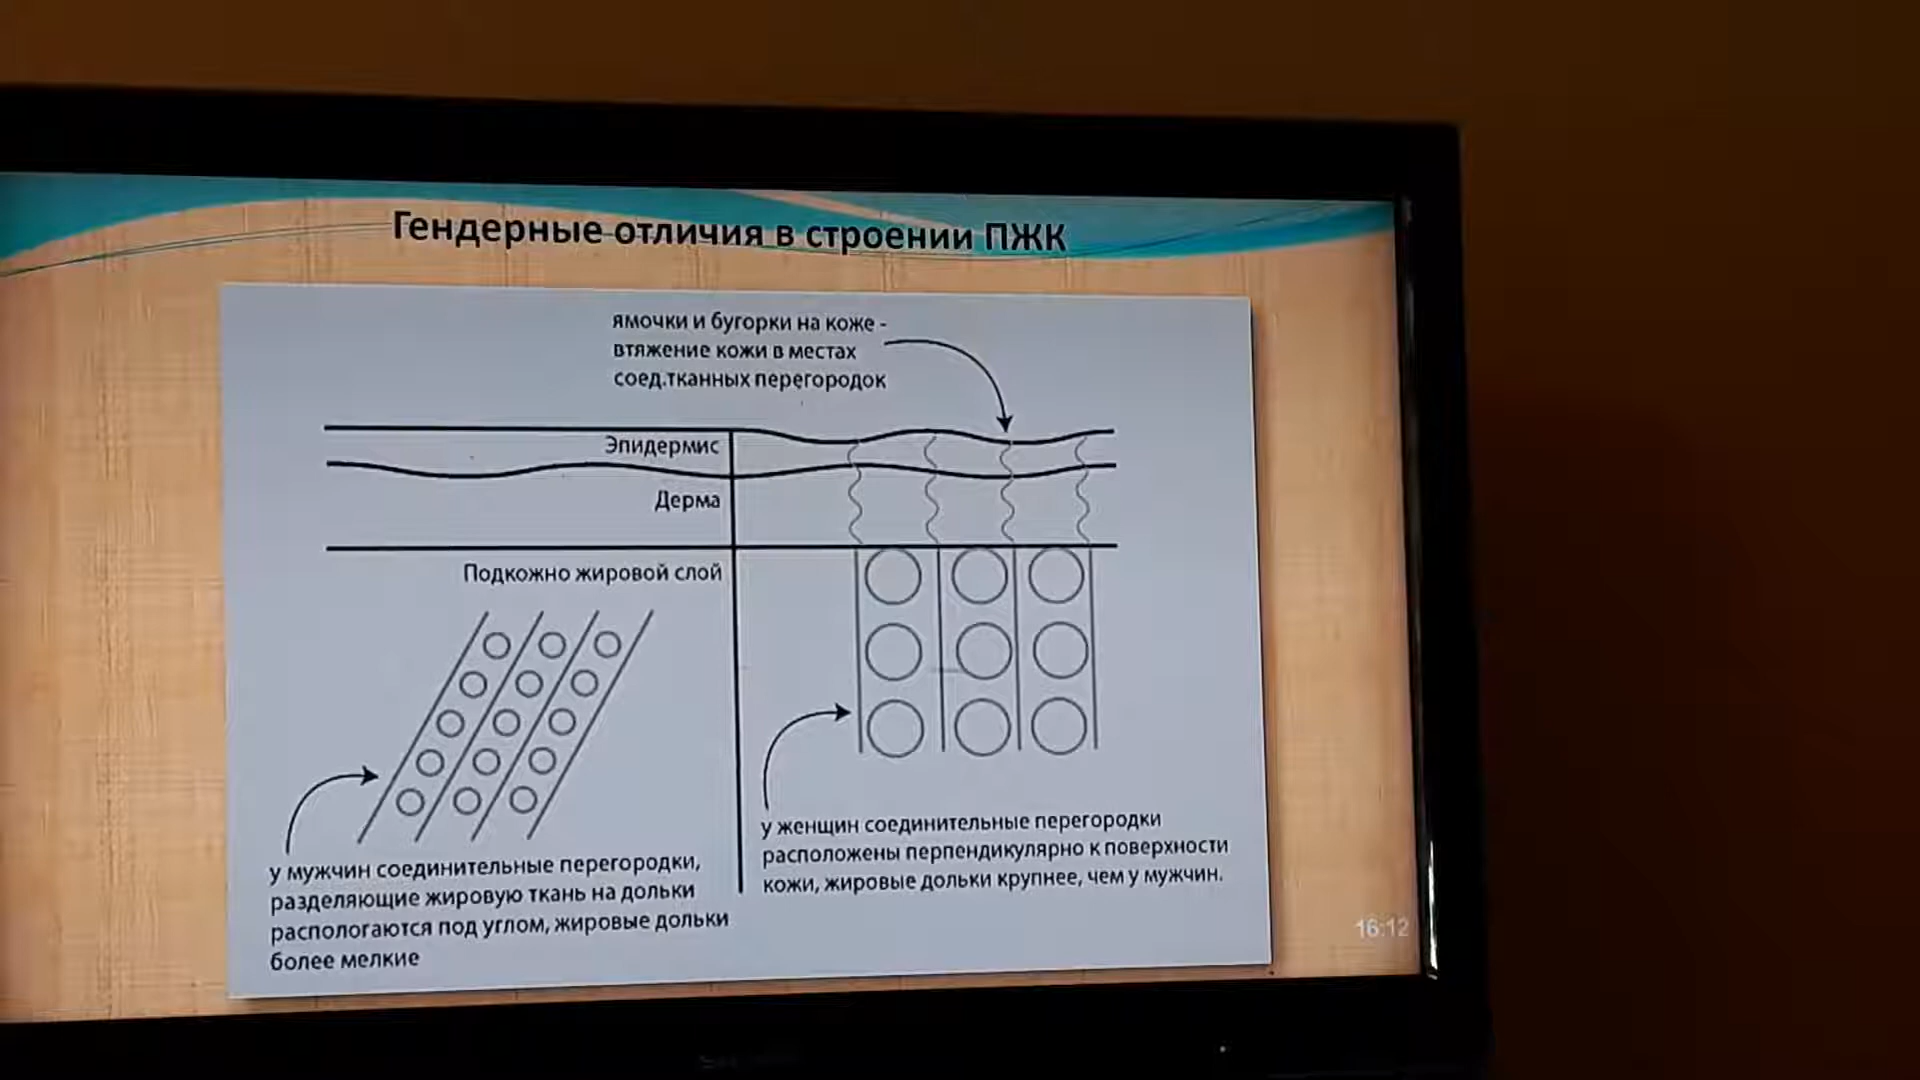 Гендерные отличия в строении ПЖК
ямочки и бугорки на коже -
втяжение кожи в местах
соед.тканных перегородок
Эпидермис
Дерма
Подкожно жировой слой
у мужчин соединительные перегородки,
разделяющие жировую ткань на дольки
распологаются под углом, жировые дольки
более мелкие
у женщин соединительные перегородки
расположены перпендикулярно к поверхности
кожи, жировые дольки крупнее, чем у мужчин.
16:12